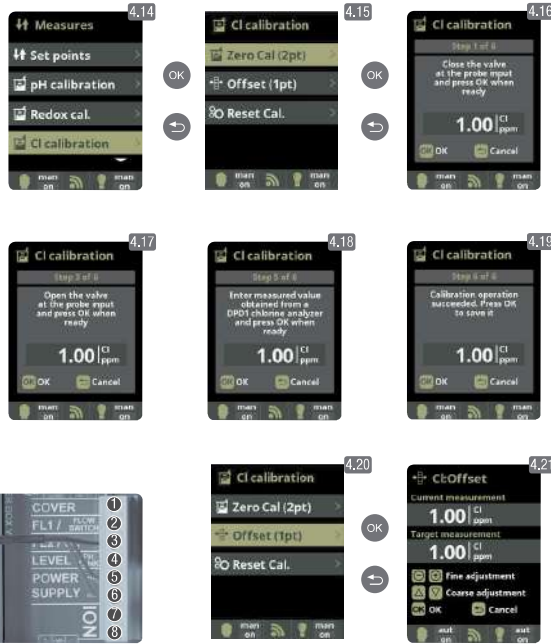 4.14
Measures
Set points
pH calibration
Redox cal.
Cl calibration
man on
man on
OK
4.15
Cl calibration
Zero Cal (2pt)
Offset (1pt)
Reset Cal.
man on
man on
OK
4.16
Cl calibration
Step 1 of 6
Close the valve
at the probe input
and press OK when
ready
1.00 Cl ppm
OK OK Cancel
man on
man on
4.17
Cl calibration
Step 3 of 6
Open the valve
at the probe input
and press OK when
ready
1.00 Cl ppm
OK OK Cancel
man on
man on
4.18
Cl calibration
Step 5 of 6
Enter measured value
obtained from a
DPD1 chlorine analyzer
and press OK when
ready
1.00 Cl ppm
OK OK Cancel
man on
man on
4.19
Cl calibration
Step 6 of 6
Calibration operation
succeeded. Press OK
to save it
1.00 Cl ppm
OK OK Cancel
man on
man on
COVER 1
FL1 / FLOW SWITCH 2
3
LEVEL 4
POWER 5
SUPPLY 6
7
8
4.20
Cl calibration
Zero Cal (2pt)
Offset (1pt)
Reset Cal.
man on
man on
OK
4.21
Cl:Offset
Current measurement
1.00 Cl ppm
Target measurement
1.00 Cl ppm
Fine adjustment
Coarse adjustment
OK OK Cancel
aut on
aut on